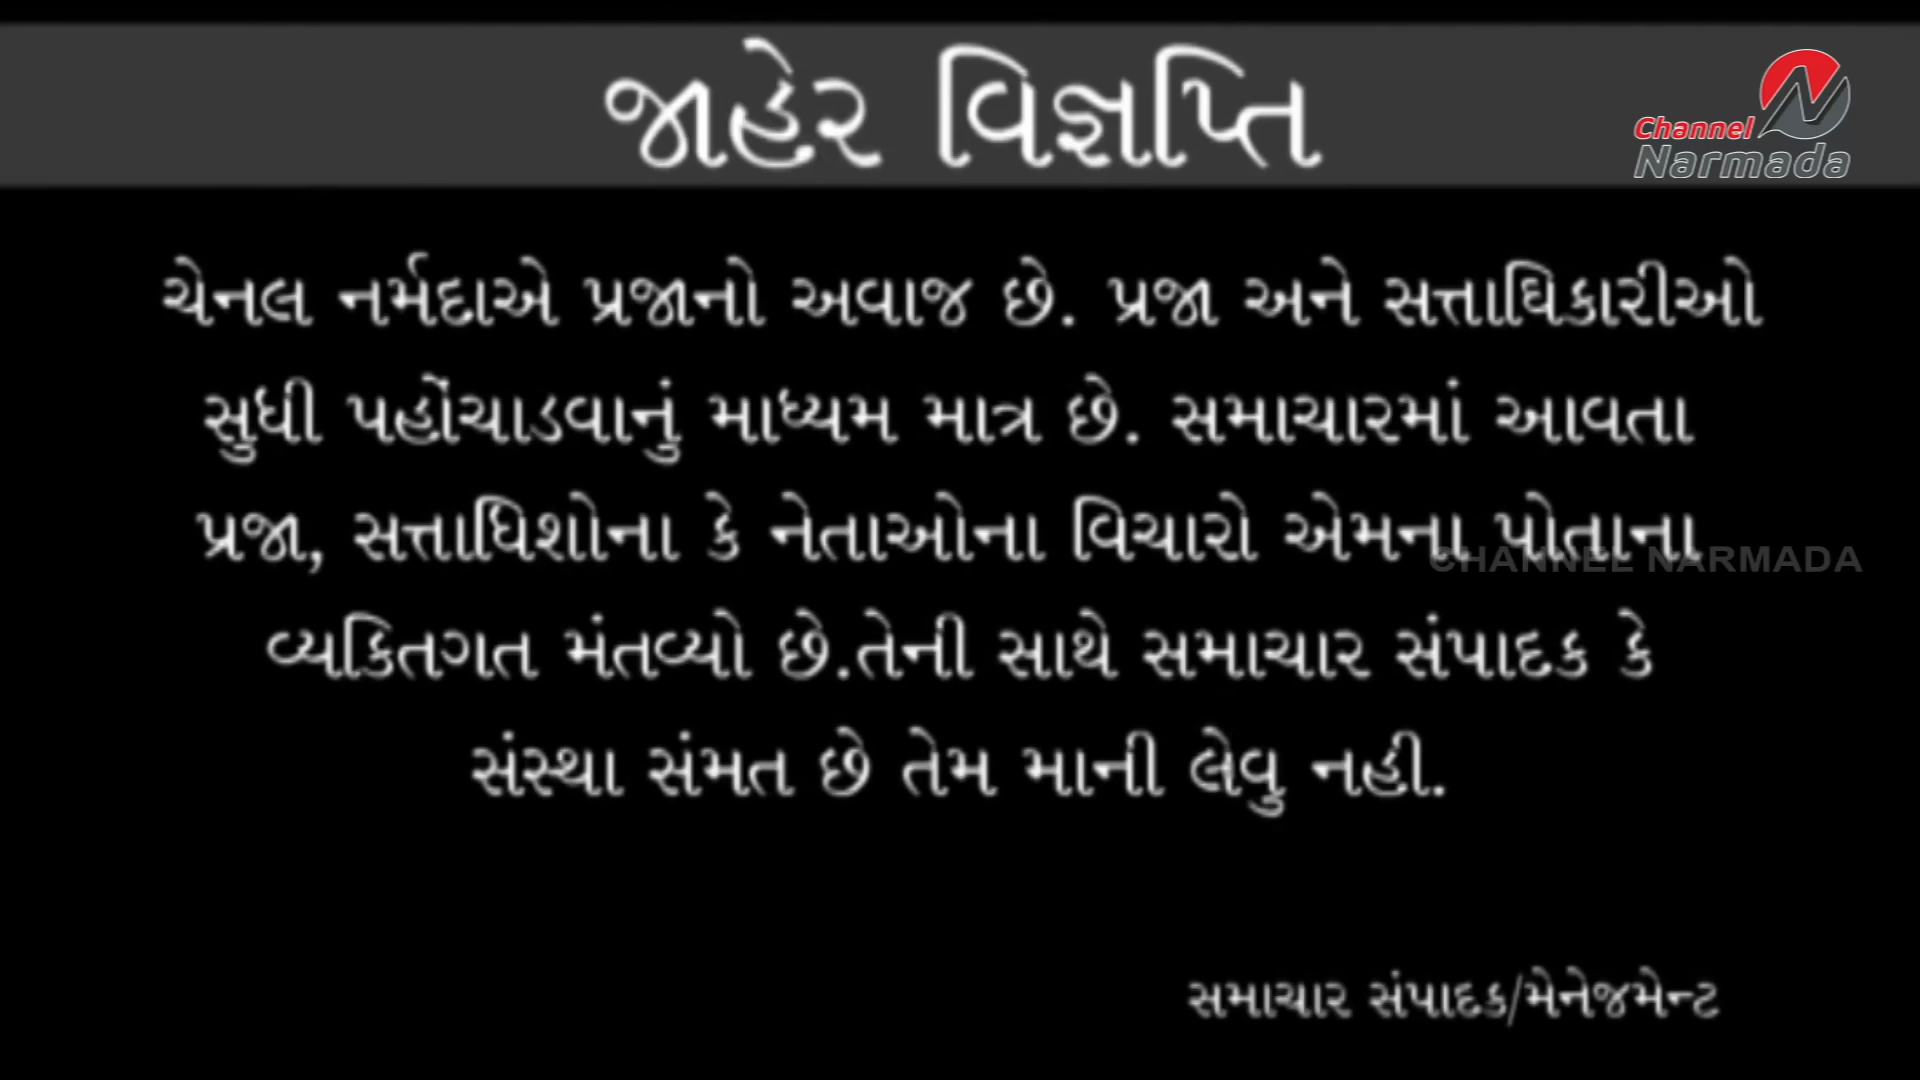 જાહેર વિજ્ઞપ્તિ
Channel
Narmada
ચેનલ નર્મદાએ પ્રજાનો અવાજ છે. પ્રજા અને સત્તાધિકારીઓ
સુધી પહોંચાડવાનું માધ્યમ માત્ર છે. સમાચારમાં આવતા
પ્રજા, સત્તાધિશોના કે નેતાઓના વિચારો એમના પોતાના
CHANNEL NARMADA
વ્યકિતગત મંતવ્યો છે.તેની સાથે સમાચાર સંપાદક કે
સંસ્થા સંમત છે તેમ માની લેવુ નહી.
સમાચાર સંપાદક/મેનેજમેન્ટ